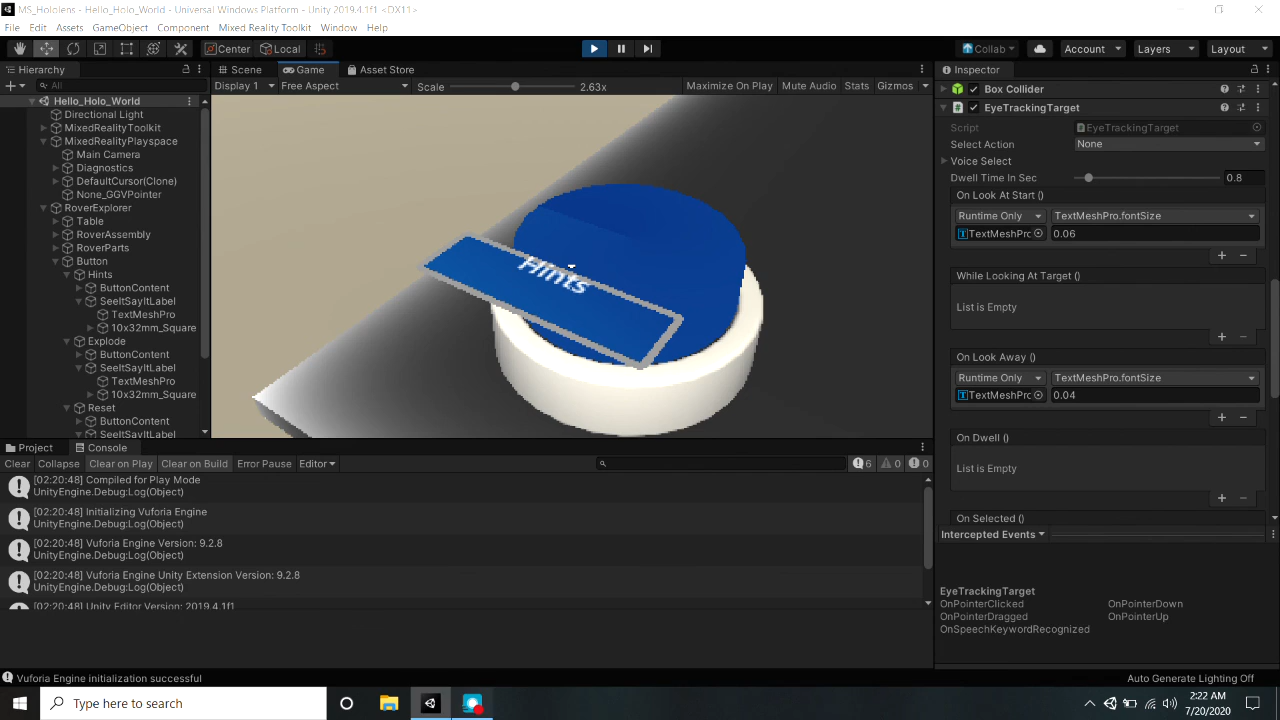 MS_Hololens - Hello_Holo_World - Universal Windows Platform - Unity 2019.4.1f1 <DX11>
File Edit Assets GameObject Component Mixed Reality Toolkit Window Help
Center Local Collab Account Layers Layout
Hierarchy
All
Hello_Holo_World
Directional Light
MixedRealityToolkit
MixedRealityPlayspace
Main Camera
Diagnostics
DefaultCursor(Clone)
None_GGVPointer
RoverExplorer
Table
RoverAssembly
RoverParts
Button
Hints
ButtonContent
SeeItSayItLabel
TextMeshPro
10x32mm_Square
Explode
ButtonContent
SeeItSayItLabel
TextMeshPro
10x32mm_Square
Reset
ButtonContent
SeeItSayItLabel
Scene Game Asset Store
Display 1 Free Aspect Scale 2.63x Maximize On Play Mute Audio Stats Gizmos
Hints
Inspector
Box Collider
EyeTrackingTarget
Script EyeTrackingTarget
Select Action None
Voice Select
Dwell Time In Sec 0.8
On Look At Start ()
Runtime Only TextMeshPro.fontSize
TextMeshPro 0.06
While Looking At Target ()
List is Empty
On Look Away ()
Runtime Only TextMeshPro.fontSize
TextMeshPro 0.04
On Dwell ()
List is Empty
On Selected ()
Intercepted Events
EyeTrackingTarget
OnPointerClicked OnPointerDown
OnPointerDragged OnPointerUp
OnSpeechKeywordRecognized
Project Console
Clear Collapse Clear on Play Clear on Build Error Pause Editor 6 0 0
[02:20:48] Compiled for Play Mode
UnityEngine.Debug:Log(Object)
[02:20:48] Initializing Vuforia Engine
UnityEngine.Debug:Log(Object)
[02:20:48] Vuforia Engine Version: 9.2.8
UnityEngine.Debug:Log(Object)
[02:20:48] Vuforia Engine Unity Extension Version: 9.2.8
UnityEngine.Debug:Log(Object)
[02:20:48] Unity Editor Version: 2019.4.1f1
Vuforia Engine initialization successful
Auto Generate Lighting Off
Type here to search
2:22 AM
7/20/2020